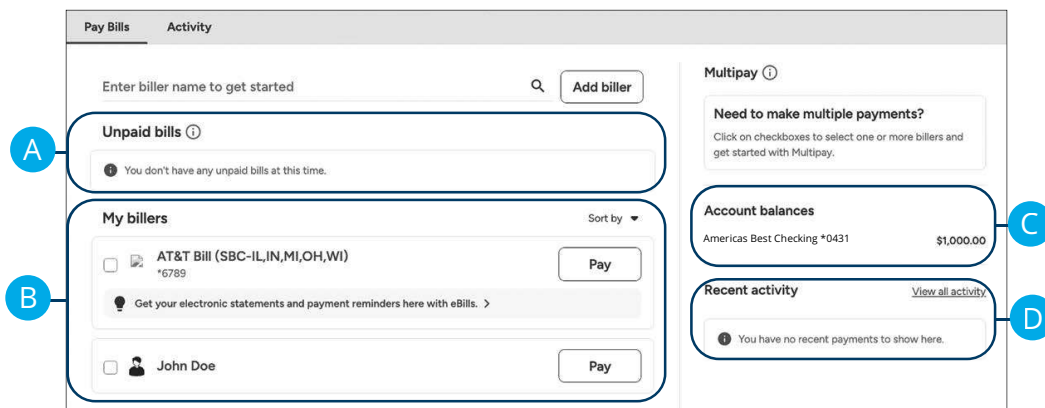 Pay Bills
Activity
Enter biller name to get started
Add biller
A
Unpaid bills
You don't have any unpaid bills at this time.
B
My billers
Sort by
AT&T Bill (SBC-IL,IN,MI,OH,WI)
*6789
Pay
Get your electronic statements and payment reminders here with eBills.
John Doe
Pay
Multipay
Need to make multiple payments?
Click on checkboxes to select one or more billers and
get started with Multipay.
C
Account balances
Americas Best Checking *0431
$1,000.00
D
Recent activity
View all activity
You have no recent payments to show here.